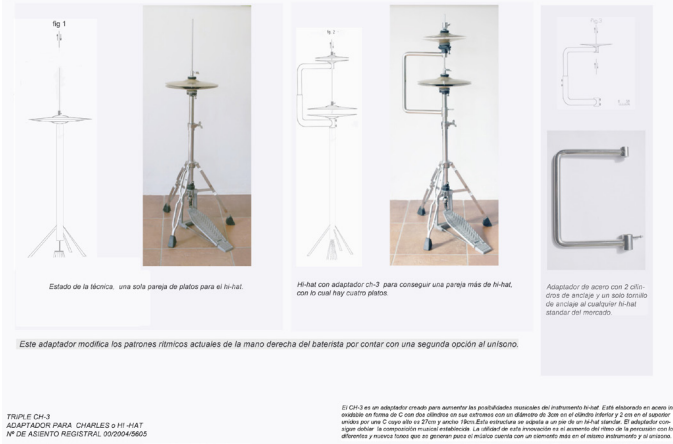 fig 1
Estado de la técnica, una sola pareja de platos para el hi-hat.
Hi-hat con adaptador ch-3 para conseguir una pareja más de hi-hat,
con lo cual hay cuatro platos.
Adaptador de acero con 2 cilin-
dros de anclaje y un solo tornillo
de anclaje al cualquier hi-hat
standar del mercado.
Este adaptador modifica los patrones ritmicos actuales de la mano derecha del baterista por contar con una segunda opción al unisono.
TRIPLE CH-3
ADAPTADOR PARA CHARLES o HI -HAT
Nº DE ASIENTO REGISTRAL 00/2004/5605
El CH-3 es un adaptador creado para aumentar las posibilidades musicales del instrumento hi-hat. Esté elaborado en acero in
oxidable en forma de C con dos cilindros en sus extremos con un diámetro de 3cm en el cilindro inferior y 2 cm en el superior
unidos por una C cuyo alto es 27cm y ancho 19cm.Esta estructura se adpata a un pie de un hi-hat standar. El adaptador con-
sigue doblar la composición musical establecida. La utilidad de esta innovación es el aumento del ritmo de la percusión con los
diferentes y nuevos tonos que se generan pues el músico cuenta con un elemento más en el mismo instrumento y al unisono.